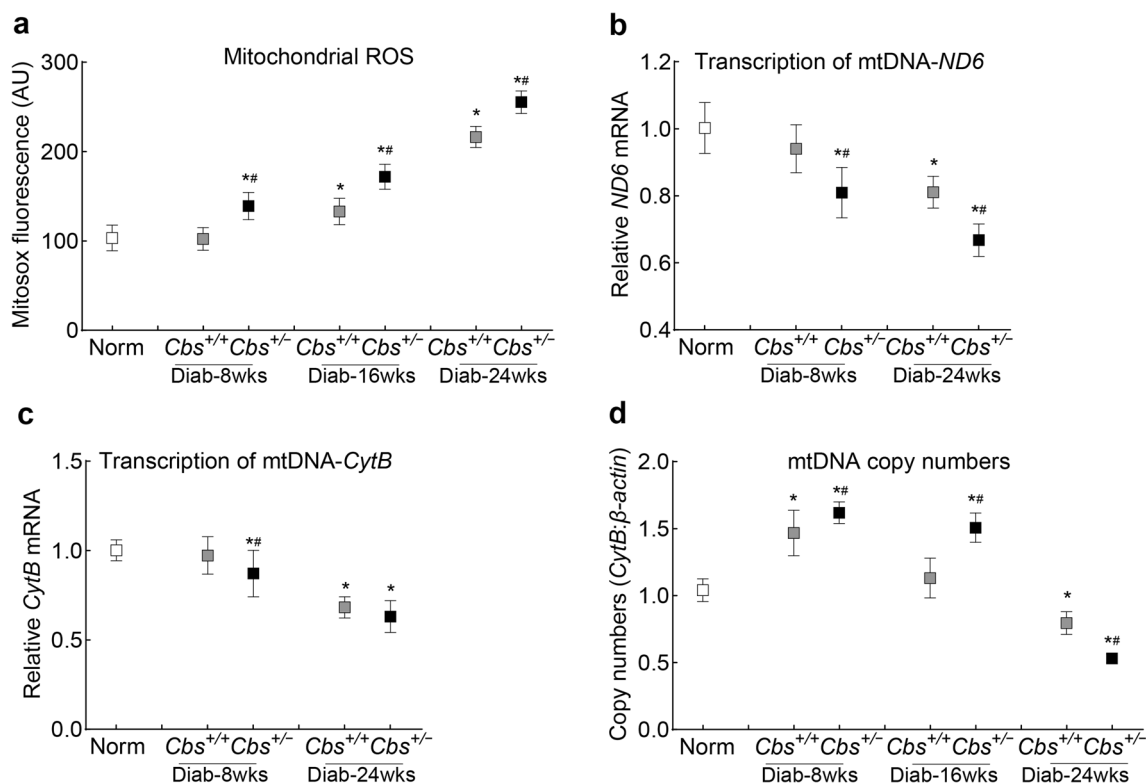 a
Mitochondrial ROS
Mitosox fluorescence (AU)
300
200
100
0
*#
*
*#
*
*#
Norm
Cbs+/+ Cbs+/− Cbs+/+ Cbs+/− Cbs+/+ Cbs+/−
Diab-8wks Diab-16wks Diab-24wks
b
Transcription of mtDNA-ND6
Relative ND6 mRNA
1.2
1.0
0.8
0.6
0.4
*#
*
*#
Norm
Cbs+/+ Cbs+/− Cbs+/+ Cbs+/−
Diab-8wks Diab-24wks
c
Transcription of mtDNA-CytB
Relative CytB mRNA
1.5
1.0
0.5
0.0
*#
*
*
Norm
Cbs+/+ Cbs+/− Cbs+/+ Cbs+/−
Diab-8wks Diab-24wks
d
mtDNA copy numbers
Copy numbers (CytB:β-actin)
2.0
1.5
1.0
0.5
0.0
*
*#
*#
*
*#
Norm
Cbs+/+ Cbs+/− Cbs+/+ Cbs+/− Cbs+/+ Cbs+/−
Diab-8wks Diab-16wks Diab-24wks